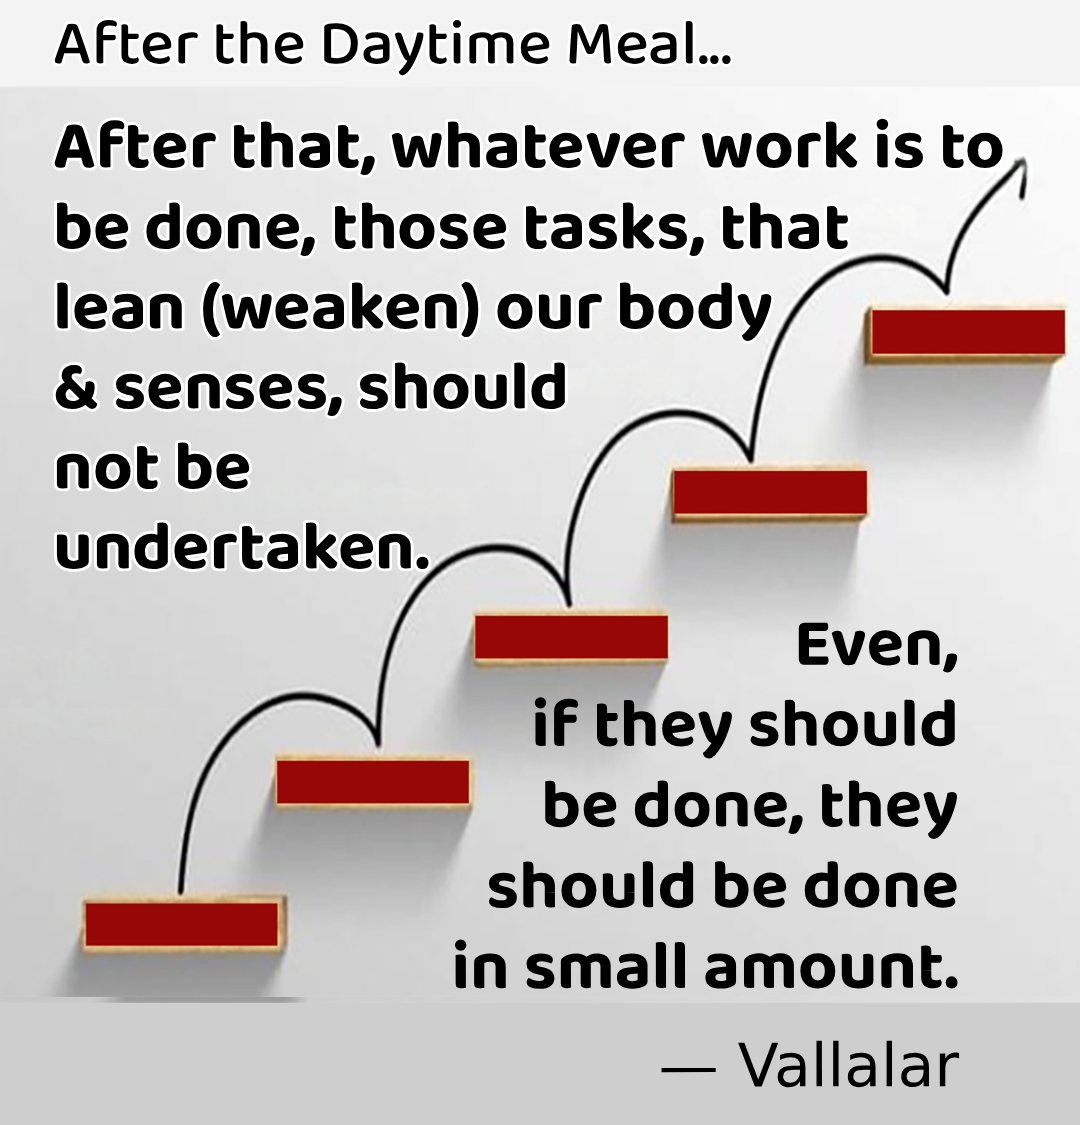 After the Daytime Meal...
After that, whatever work is to
be done, those tasks, that
lean (weaken) our body
& senses, should
not be
undertaken.
Even,
if they should
be done, they
should be done
in small amount.
— Vallalar